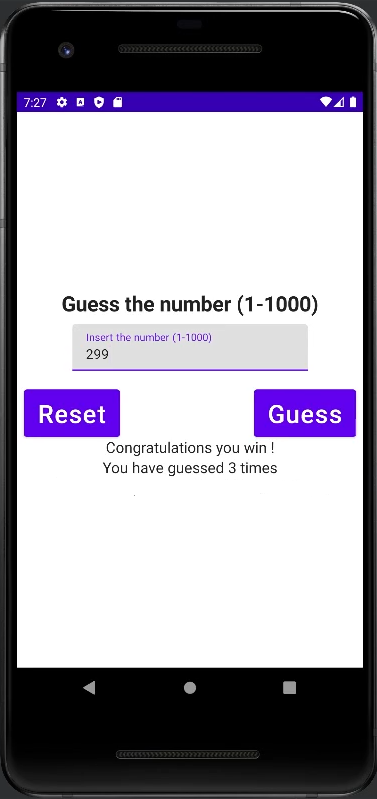 7:27
Guess the number (1-1000)
Insert the number (1-1000)
299
Reset
Guess
Congratulations you win !
You have guessed 3 times